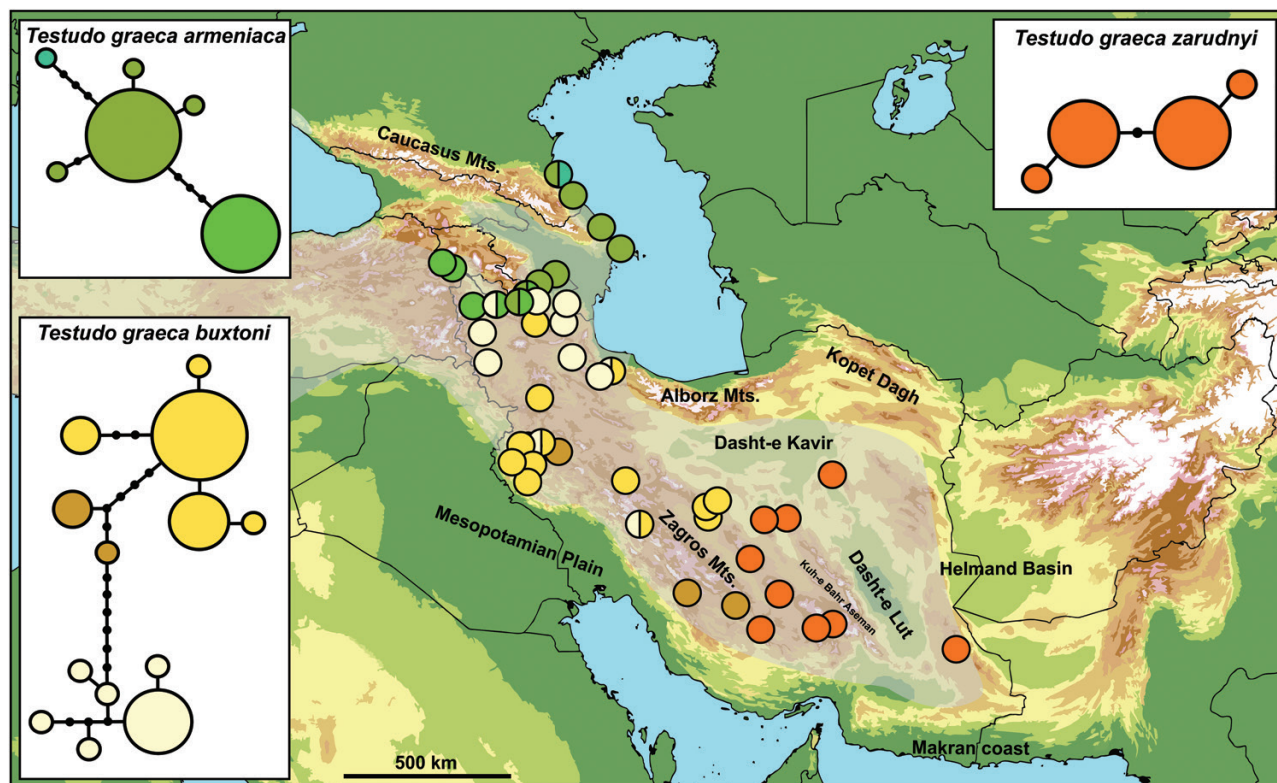 Testudo graeca armeniaca
Testudo graeca zarudnyi
Caucasus Mts.
Testudo graeca buxtoni
Kopet Dagh
Alborz Mts.
Dasht-e Kavir
Mesopotamian Plain
Zagros Mts.
Kuh-e Bahr Aseman
Dasht-e Lut
Helmand Basin
Makran coast
500 km